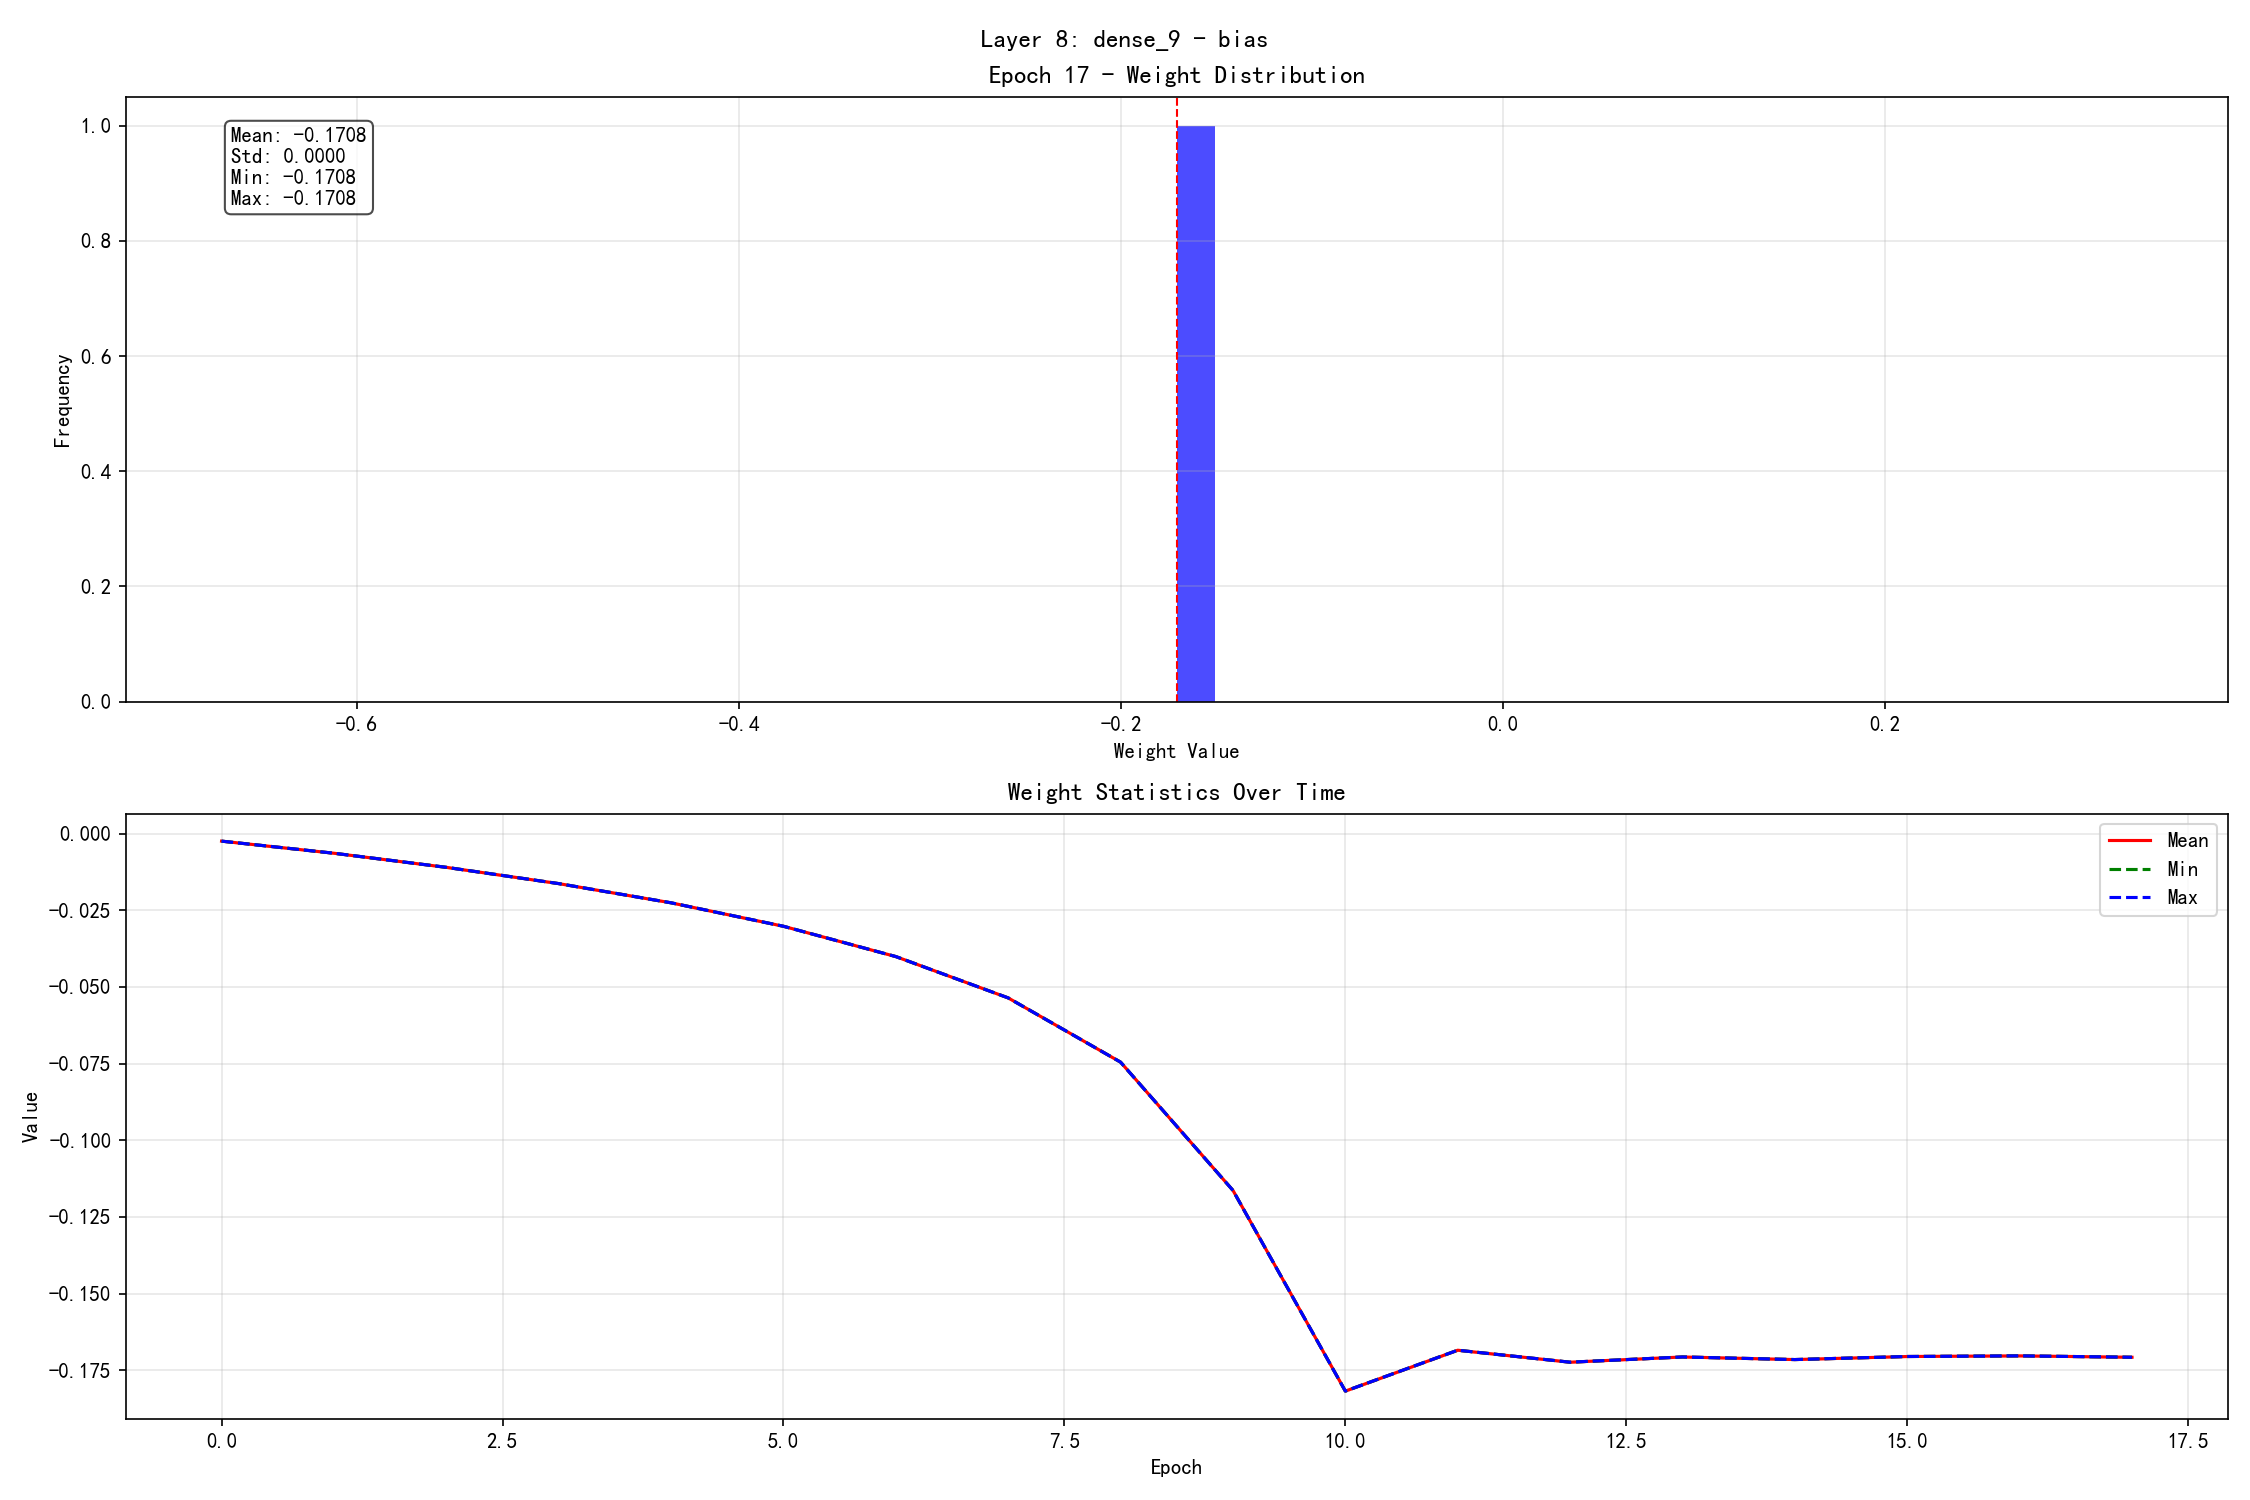 Layer 8: dense_9 - bias
Epoch 17 - Weight Distribution
Mean: -0.1708
Std: 0.0000
Min: -0.1708
Max: -0.1708
1.0
0.8
0.6
0.4
0.2
0.0
Frequency
-0.6 -0.4 -0.2 0.0 0.2
Weight Value
Weight Statistics Over Time
0.000
-0.025
-0.050
-0.075
-0.100
-0.125
-0.150
-0.175
Value
Mean
Min
Max
0.0 2.5 5.0 7.5 10.0 12.5 15.0 17.5
Epoch